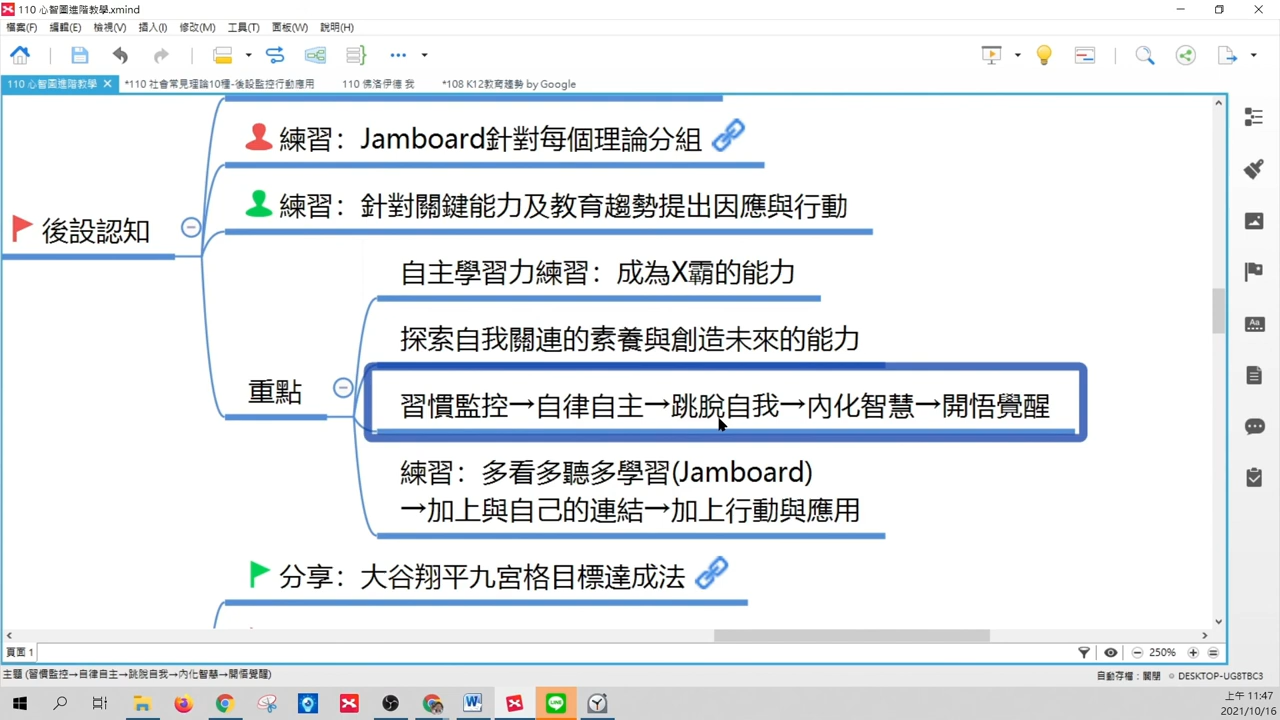 110 心智圖進階教學.xmind
檔案(F) 編輯(E) 檢視(V) 插入(I) 修改(M) 工具(T) 面板(W) 說明(H)
110 心智圖進階教學 *110 社會常見理論10種-後設監控行動應用 110 佛洛伊德 我 *108 K12教育趨勢 by Google
練習：Jamboard針對每個理論分組
練習：針對關鍵能力及教育趨勢提出因應與行動
後設認知
自主學習力練習：成為X霸的能力
探索自我關連的素養與創造未來的能力
重點
習慣監控→自律自主→跳脫自我→內化智慧→開悟覺醒
練習：多看多聽多學習(Jamboard)
→加上與自己的連結→加上行動與應用
分享：大谷翔平九宮格目標達成法
頁面 1
250%
主題 (習慣監控→自律自主→跳脫自我→內化智慧→開悟覺醒)
自動存檔：關閉 DESKTOP-UG8TBC3
上午 11:47
2021/10/16